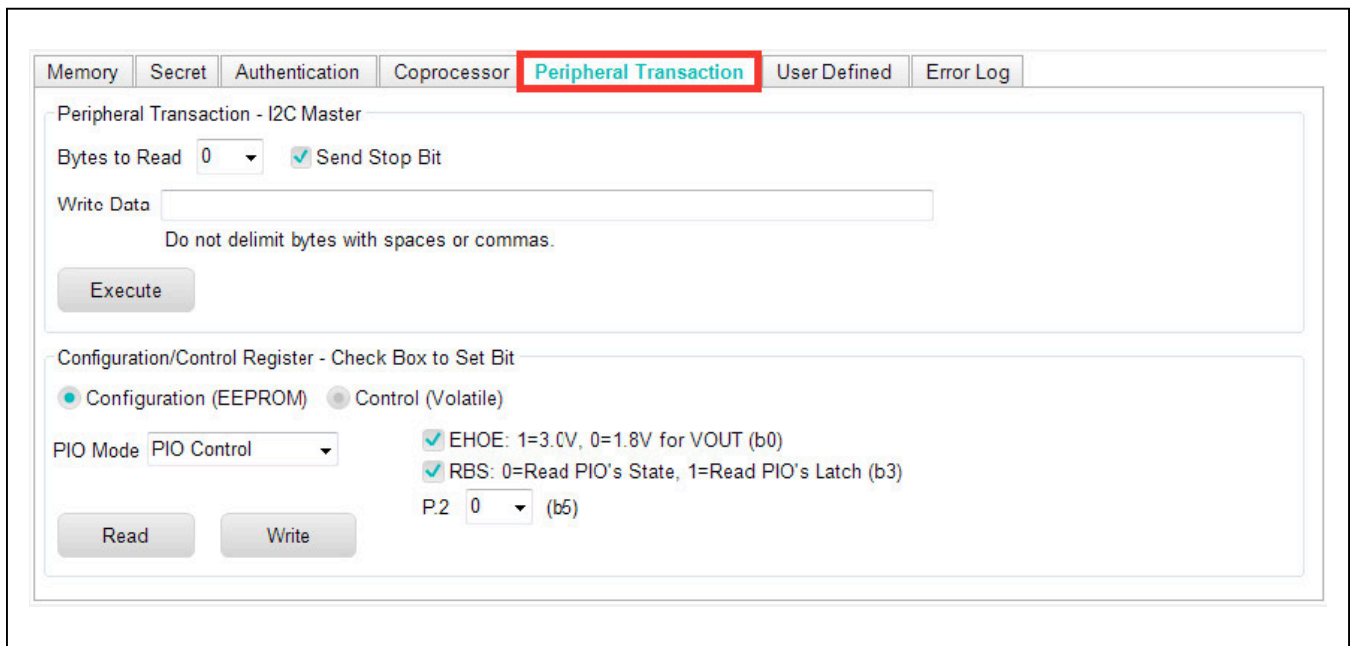 Memory Secret Authentication Coprocessor Peripheral Transaction User Defined Error Log
Peripheral Transaction - I2C Master
Bytes to Read 0 Send Stop Bit
Write Data
Do not delimit bytes with spaces or commas.
Execute
Configuration/Control Register - Check Box to Set Bit
Configuration (EEPROM) Control (Volatile)
PIO Mode PIO Control
EHOE: 1=3.0V, 0=1.8V for VOUT (b0)
RBS: 0=Read PIO's State, 1=Read PIO's Latch (b3)
P.2 0 (b5)
Read Write